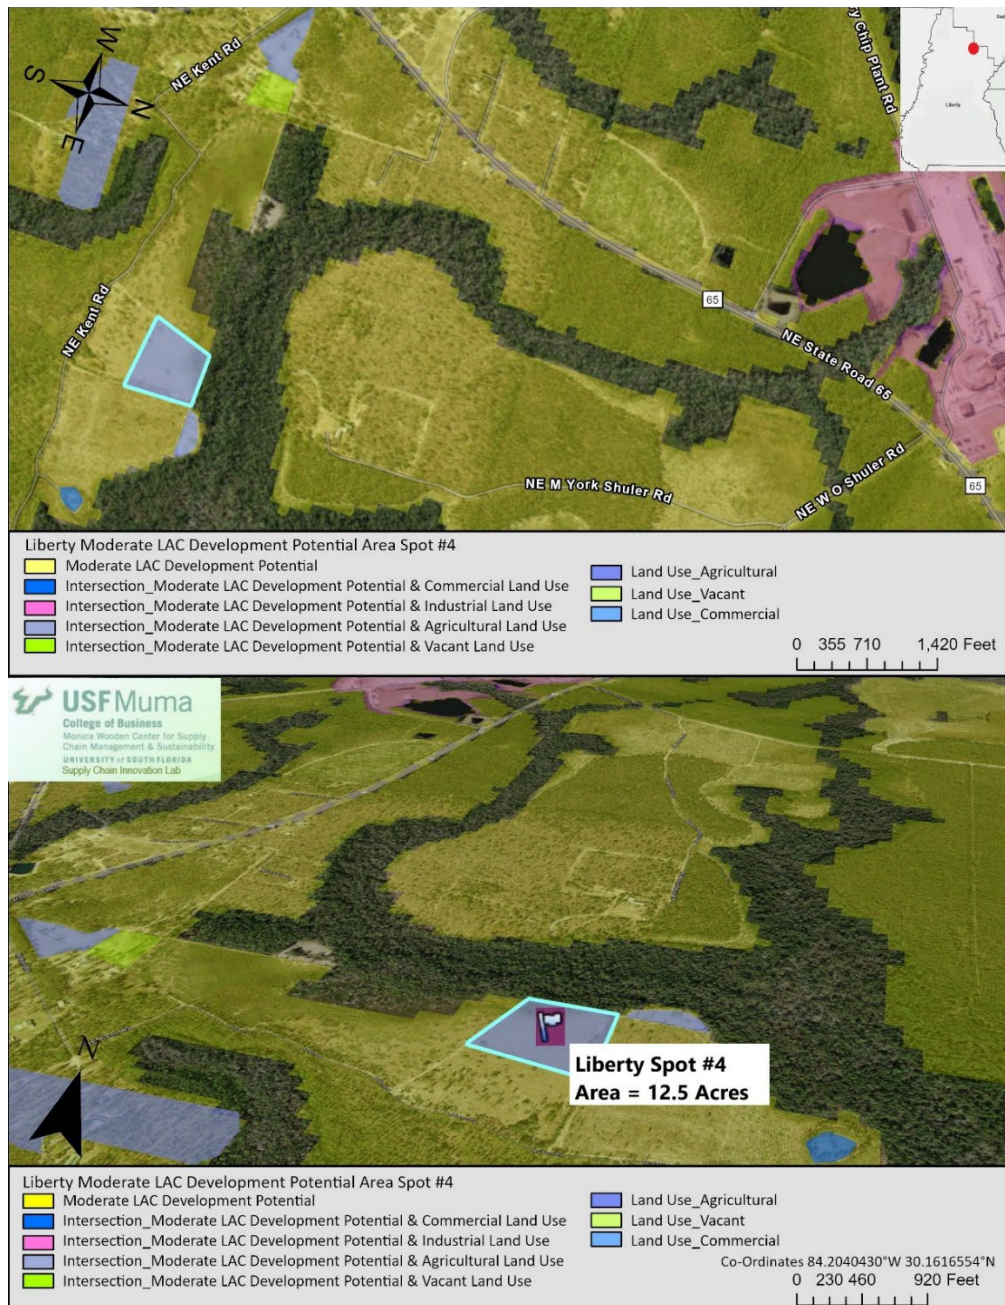 NE Kent Rd
ty Chip Plant Rd
Liberty
W
S
N
E
NE Kent Rd
65
NE State Road 65
NE M York Shuler Rd
NE W O Shuler Rd
65
Liberty Moderate LAC Development Potential Area Spot #4
Moderate LAC Development Potential
Intersection_Moderate LAC Development Potential & Commercial Land Use
Intersection_Moderate LAC Development Potential & Industrial Land Use
Intersection_Moderate LAC Development Potential & Agricultural Land Use
Intersection_Moderate LAC Development Potential & Vacant Land Use
Land Use_Agricultural
Land Use_Vacant
Land Use_Commercial
0 355 710 1,420 Feet
USF Muma
College of Business
Monica Wooden Center for Supply
Chain Management & Sustainability
UNIVERSITY of SOUTH FLORIDA
Supply Chain Innovation Lab
N
Liberty Spot #4
Area = 12.5 Acres
Liberty Moderate LAC Development Potential Area Spot #4
Moderate LAC Development Potential
Intersection_Moderate LAC Development Potential & Commercial Land Use
Intersection_Moderate LAC Development Potential & Industrial Land Use
Intersection_Moderate LAC Development Potential & Agricultural Land Use
Intersection_Moderate LAC Development Potential & Vacant Land Use
Land Use_Agricultural
Land Use_Vacant
Land Use_Commercial
Co-Ordinates 84.2040430°W 30.1616554°N
0 230 460 920 Feet